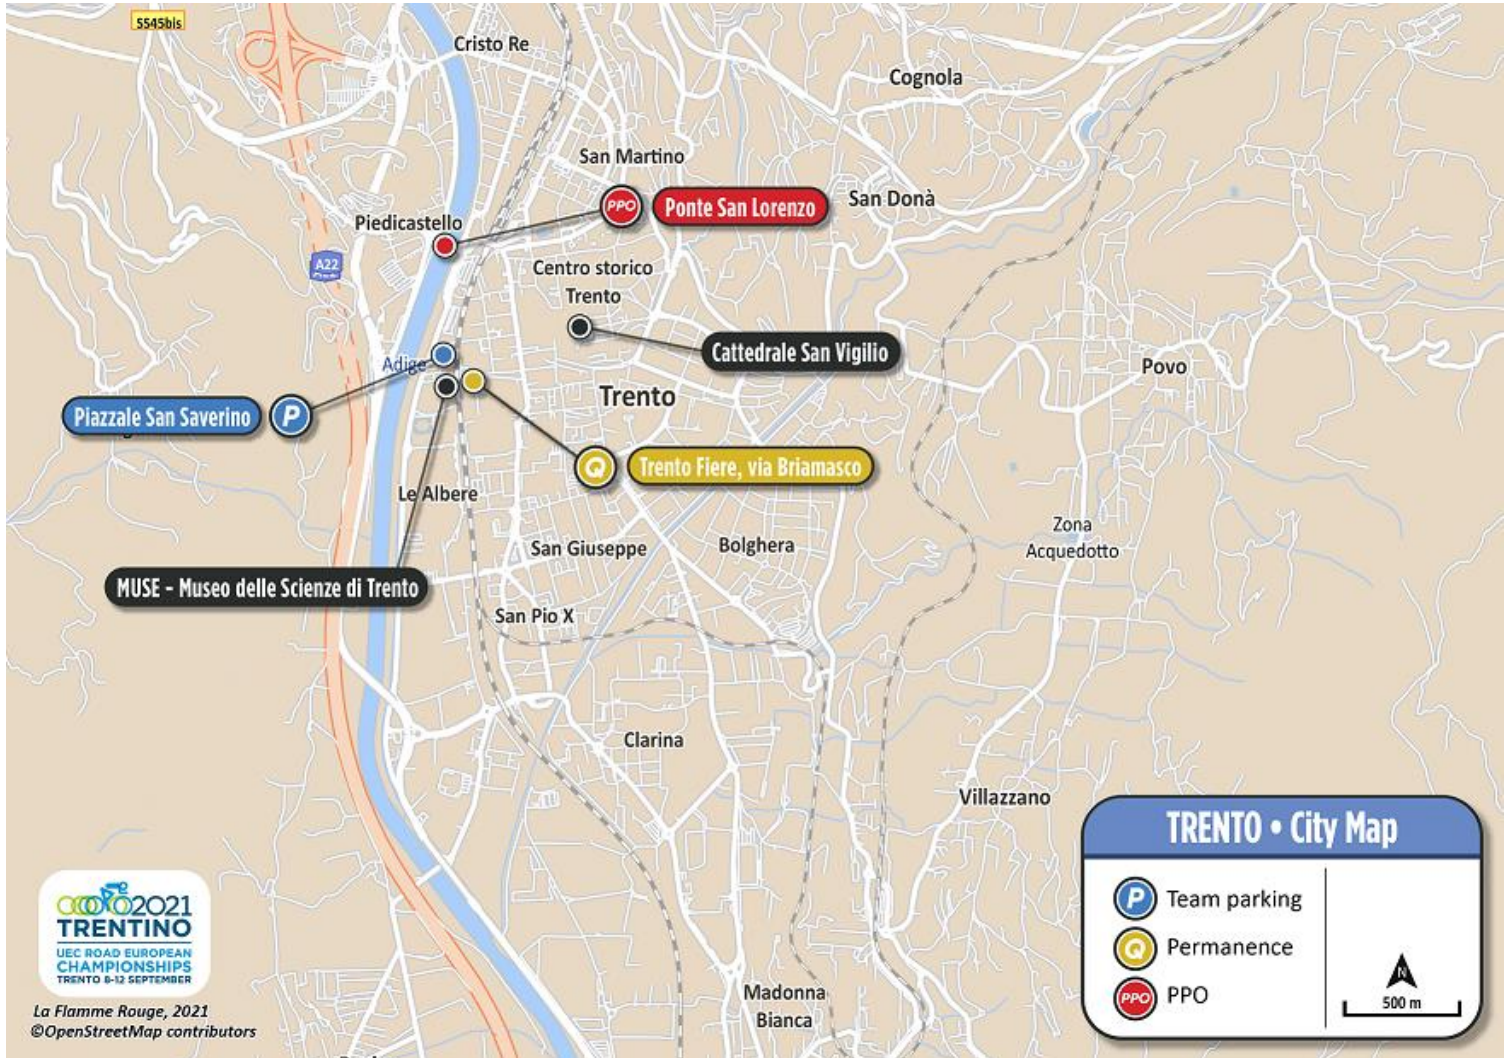 SS45bis
Cristo Re
Cognola
San Martino
PPO
Ponte San Lorenzo
San Donà
Piedicastello
A22
Centro storico
Trento
Cattedrale San Vigilio
Adige
Povo
Trento
Piazzale San Saverino
P
Q
Trento Fiere, via Briamasco
Le Albere
Zona
Acquedotto
San Giuseppe
Bolghera
MUSE - Museo delle Scienze di Trento
San Pio X
Clarina
Villazzano
TRENTO • City Map
P Team parking
Q Permanence
PPO PPO
N
500 m
2021
TRENTINO
UEC ROAD EUROPEAN
CHAMPIONSHIPS
TRENTO 8-12 SEPTEMBER
Madonna
Bianca
La Flamme Rouge, 2021
©OpenStreetMap contributors